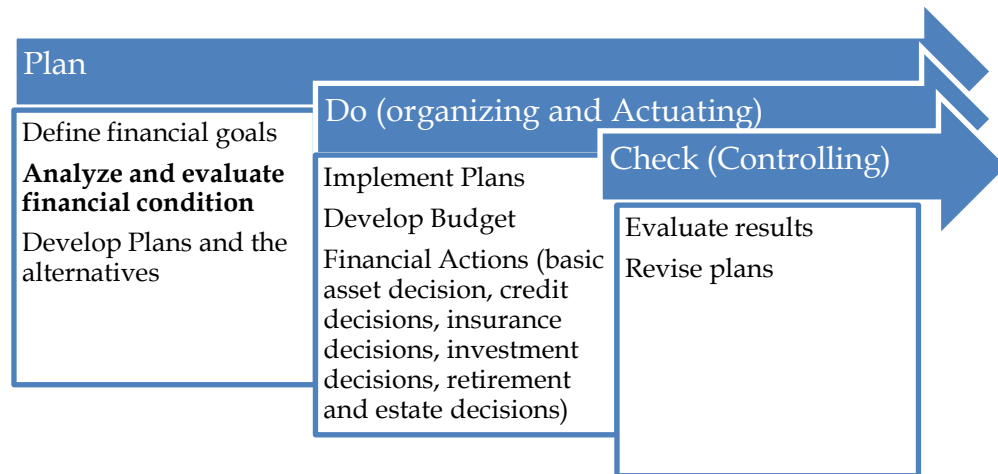 Plan
Define financial goals
Analyze and evaluate
financial condition
Develop Plans and the
alternatives
Do (organizing and Actuating)
Implement Plans
Develop Budget
Financial Actions (basic
asset decision, credit
decisions, insurance
decisions, investment
decisions, retirement
and estate decisions)
Check (Controlling)
Evaluate results
Revise plans